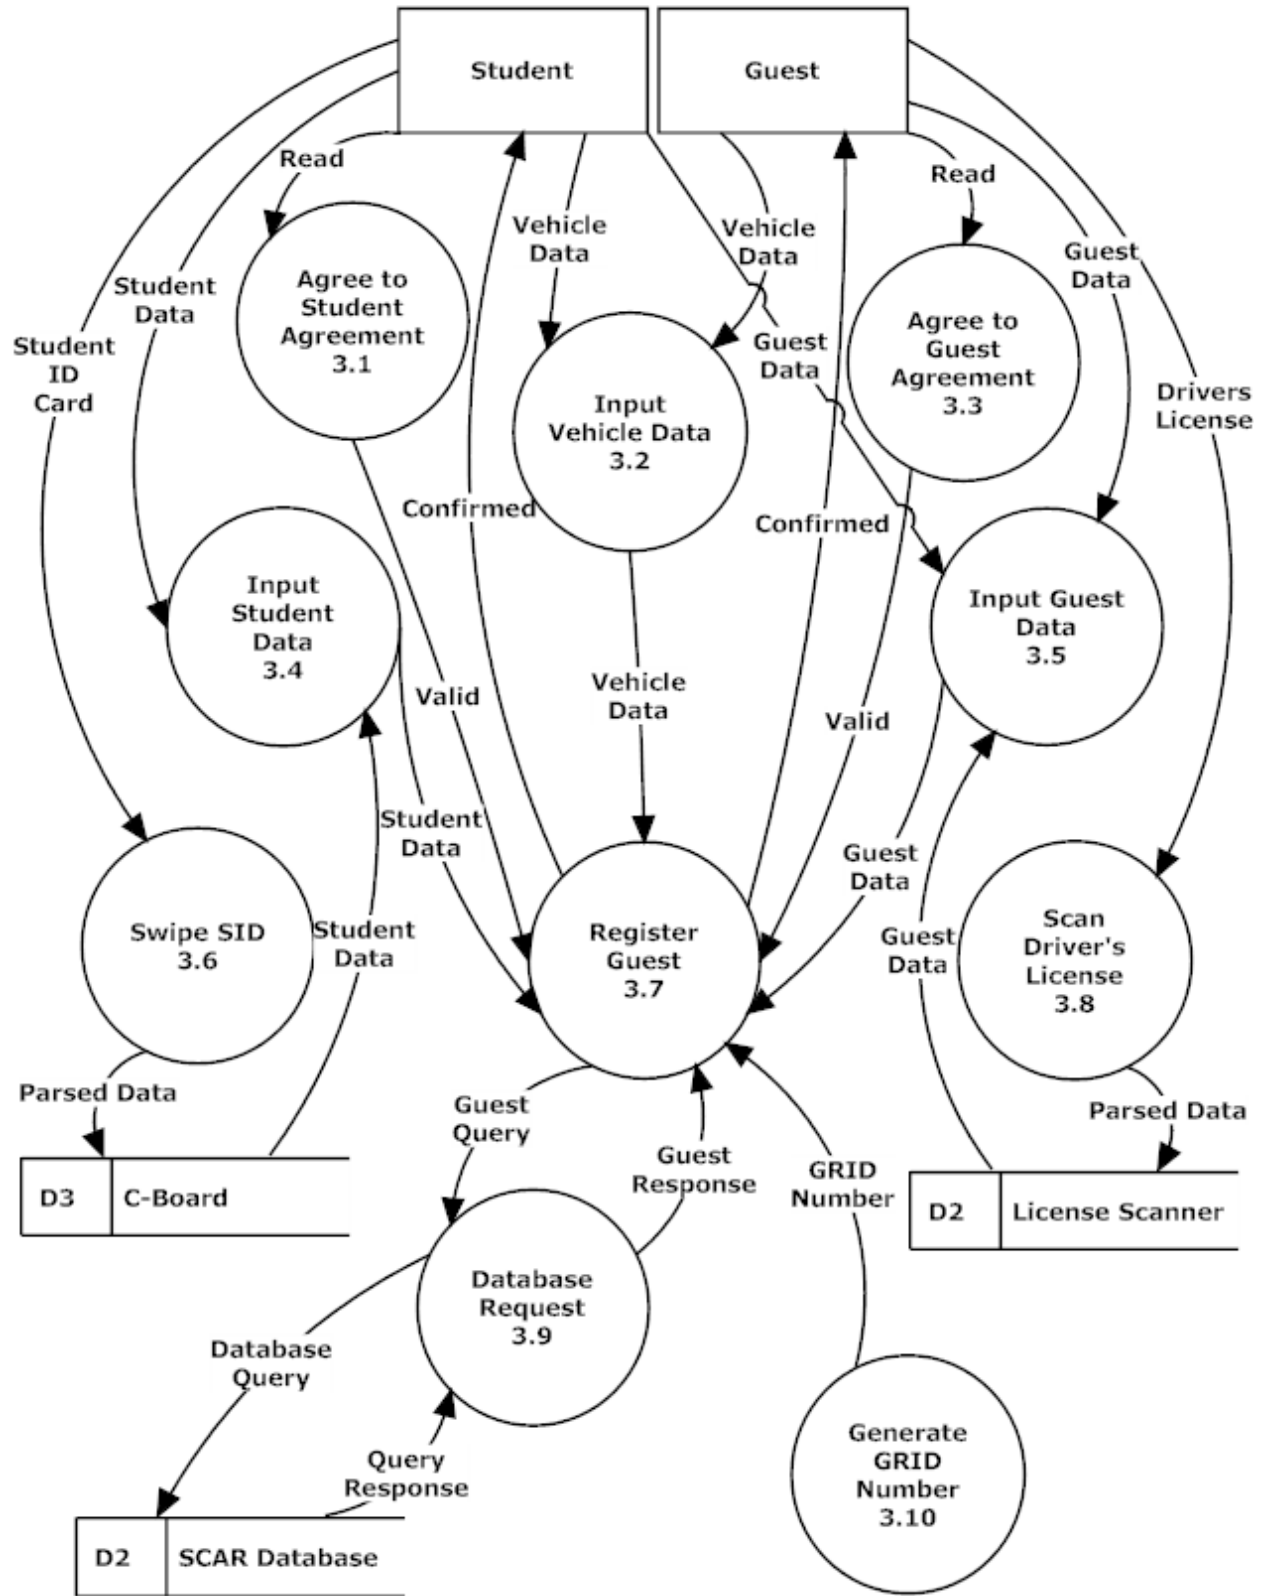 Student
Guest
Read
Read
Vehicle
Data
Vehicle
Data
Guest
Data
Student
Data
Agree to
Student
Agreement
3.1
Student
ID
Card
Guest
Data
Agree to
Guest
Agreement
3.3
Drivers
License
Input
Vehicle Data
3.2
Confirmed
Confirmed
Input
Student
Data
3.4
Input Guest
Data
3.5
Valid
Vehicle
Data
Valid
Student
Data
Guest
Data
Swipe SID
3.6
Student
Data
Register
Guest
3.7
Guest
Data
Scan
Driver's
License
3.8
Parsed Data
Guest
Query
Guest
Response
GRID
Number
Parsed Data
D3
C-Board
D2
License Scanner
Database
Request
3.9
Database
Query
Generate
GRID
Number
3.10
Query
Response
D2
SCAR Database